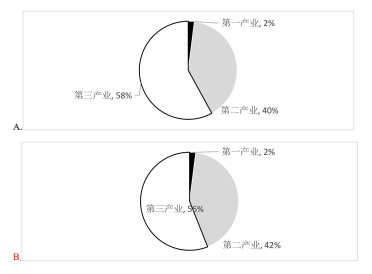 第一产业, 2%
第三产业, 58%
第二产业, 40%
A.
第一产业, 2%
第三产业, 56%
第二产业, 42%
B.